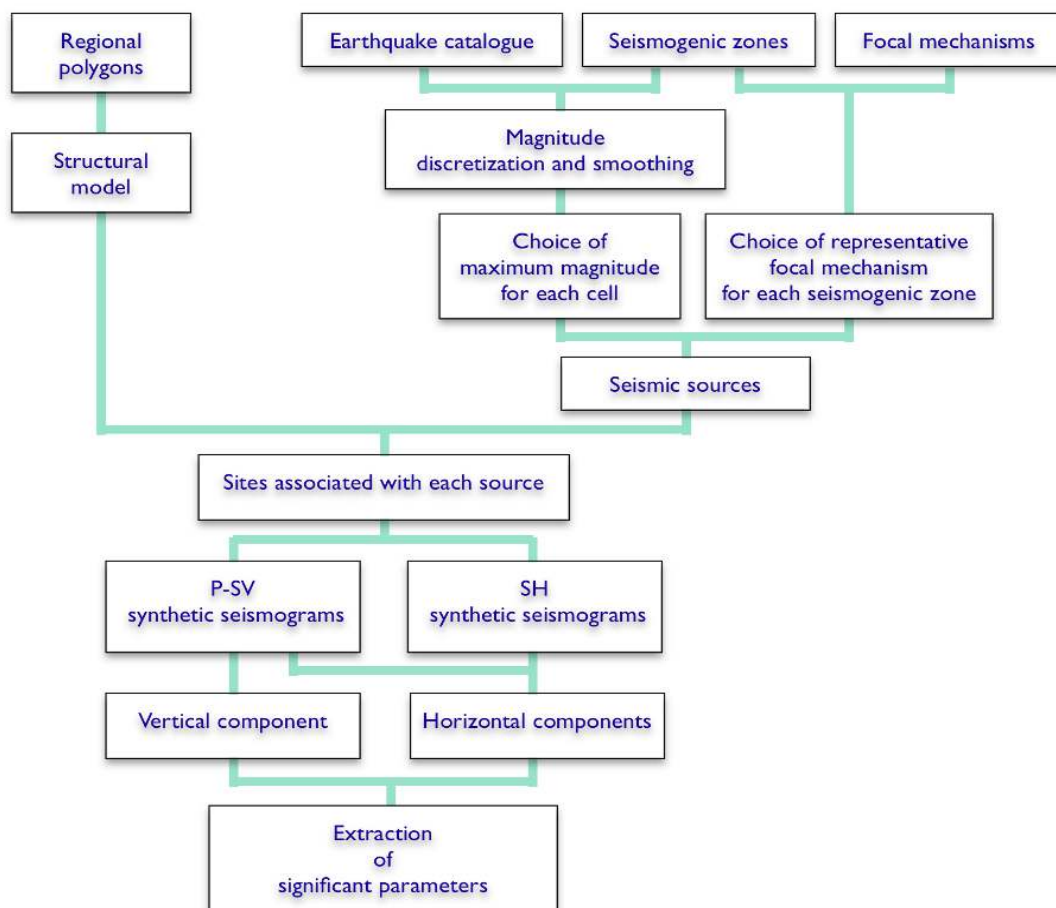 Regional
polygons
Earthquake catalogue
Seismogenic zones
Focal mechanisms
Structural
model
Magnitude
discretization and smoothing
Choice of
maximum magnitude
for each cell
Choice of representative
focal mechanism
for each seismogenic zone
Seismic sources
Sites associated with each source
P-SV
synthetic seismograms
SH
synthetic seismograms
Vertical component
Horizontal components
Extraction
of
significant parameters